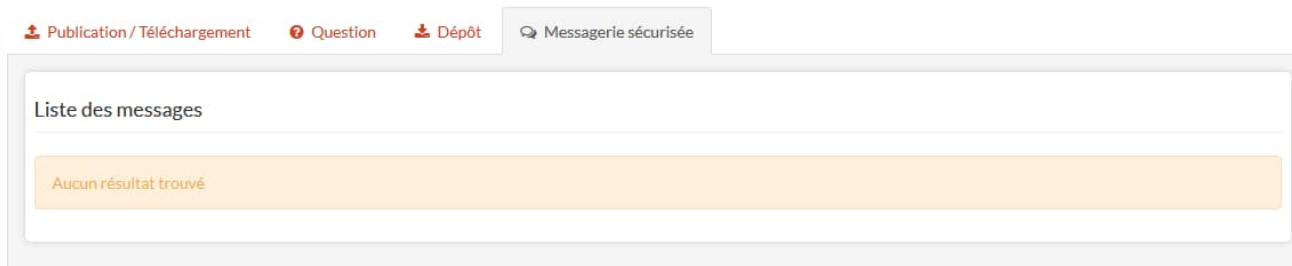 Publication / Téléchargement Question Dépôt Messagerie sécurisée
Liste des messages
Aucun résultat trouvé